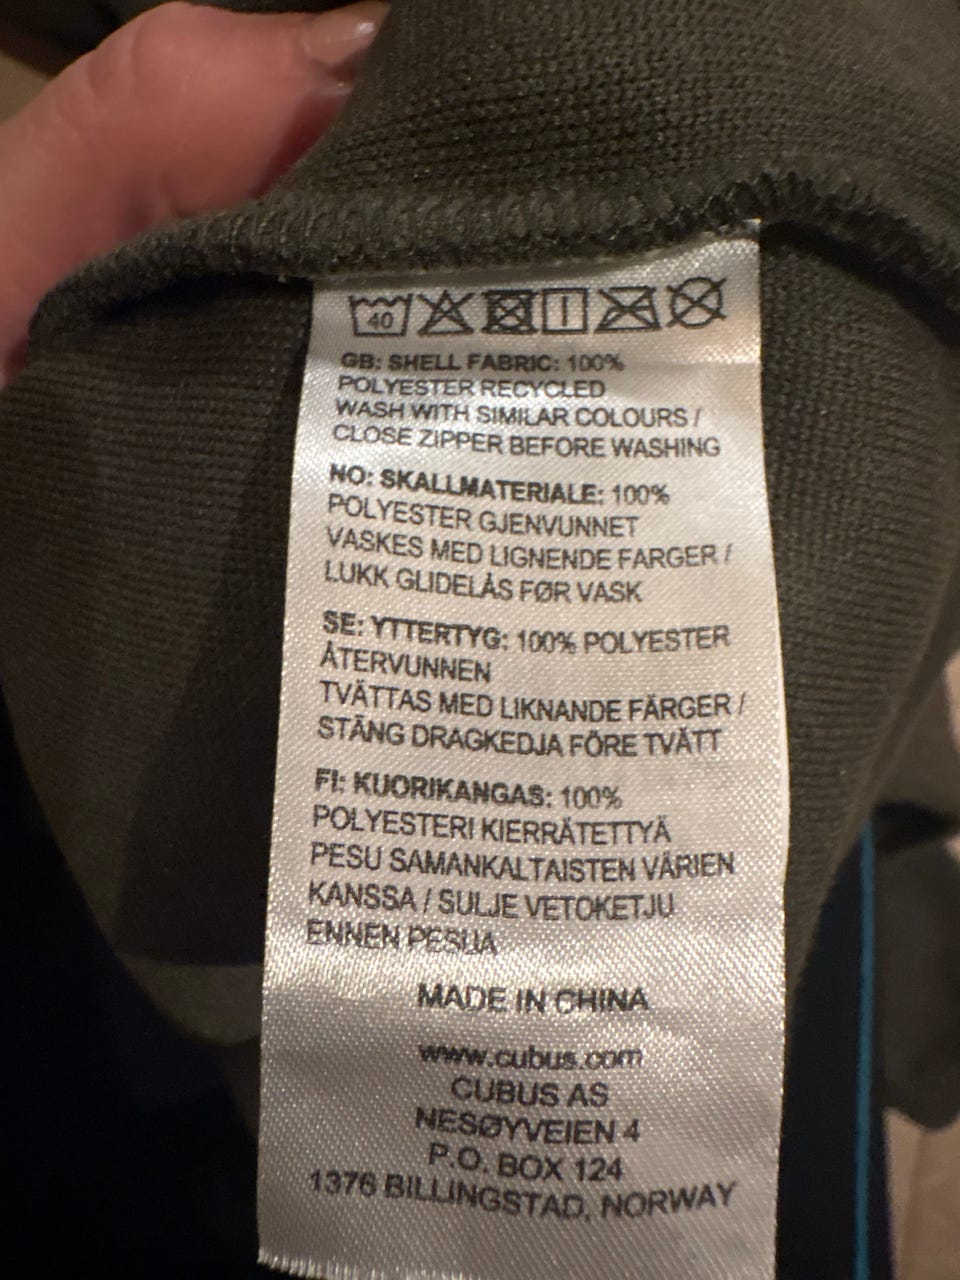 40
GB: SHELL FABRIC: 100%
POLYESTER RECYCLED
WASH WITH SIMILAR COLOURS /
CLOSE ZIPPER BEFORE WASHING
NO: SKALLMATERIALE: 100%
POLYESTER GJENVUNNET
VASKES MED LIGNENDE FARGER /
LUKK GLIDELÅS FØR VASK
SE: YTTERTYG: 100% POLYESTER
ÅTERVUNNEN
TVÄTTAS MED LIKNANDE FÄRGER /
STÄNG DRAGKEDJA FÖRE TVÄTT
FI: KUORIKANGAS: 100%
POLYESTERI KIERRÄTETTYÄ
PESU SAMANKALTAISTEN VÄRIEN
KANSSA / SULJE VETOKETJU
ENNEN PESUA
MADE IN CHINA
www.cubus.com
CUBUS AS
NESØYVEIEN 4
P.O. BOX 124
1376 BILLINGSTAD, NORWAY